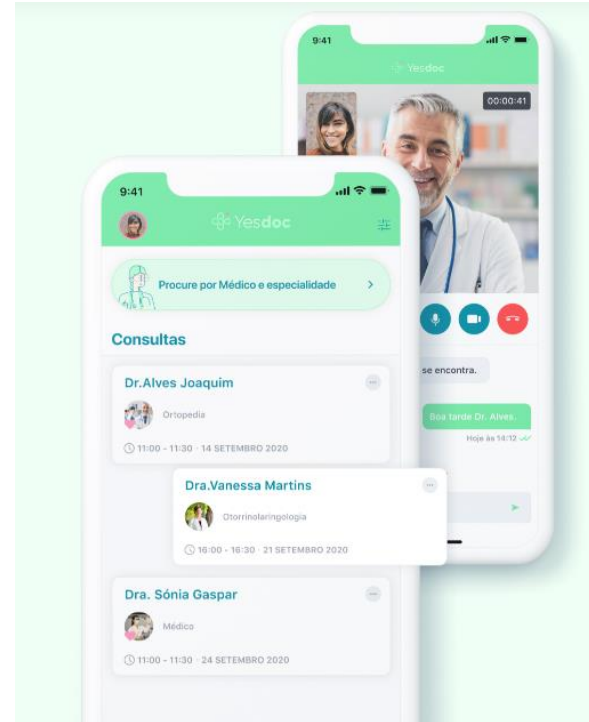 9:41
Yesdoc
00:00:41
9:41
Yesdoc
Procure por Médico e especialidade
Consultas
Dr.Alves Joaquim
Ortopedia
11:00 - 11:30 · 14 SETEMBRO 2020
Dra.Vanessa Martins
Otorrinolaringologia
16:00 - 16:30 · 21 SETEMBRO 2020
Dra. Sónia Gaspar
Médico
11:00 - 11:30 · 24 SETEMBRO 2020
se encontra.
Boa tarde Dr. Alves.
Hoje às 14:12